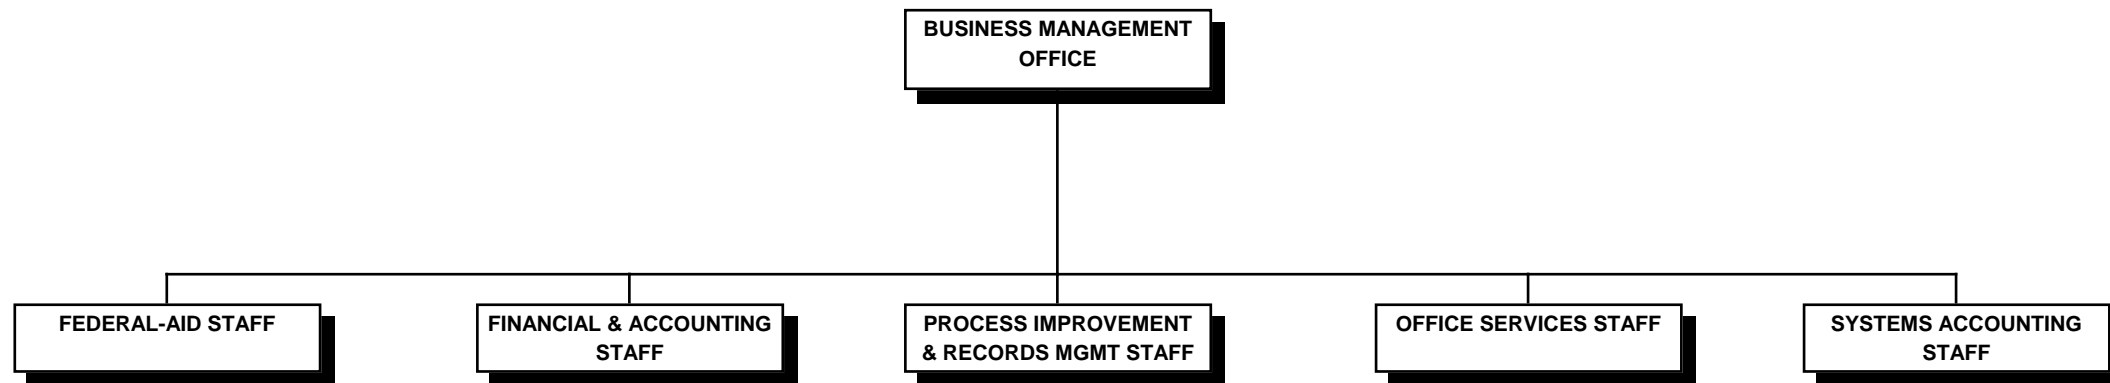 BUSINESS MANAGEMENT
OFFICE
FEDERAL-AID STAFF
FINANCIAL & ACCOUNTING
STAFF
PROCESS IMPROVEMENT
& RECORDS MGMT STAFF
OFFICE SERVICES STAFF
SYSTEMS ACCOUNTING
STAFF